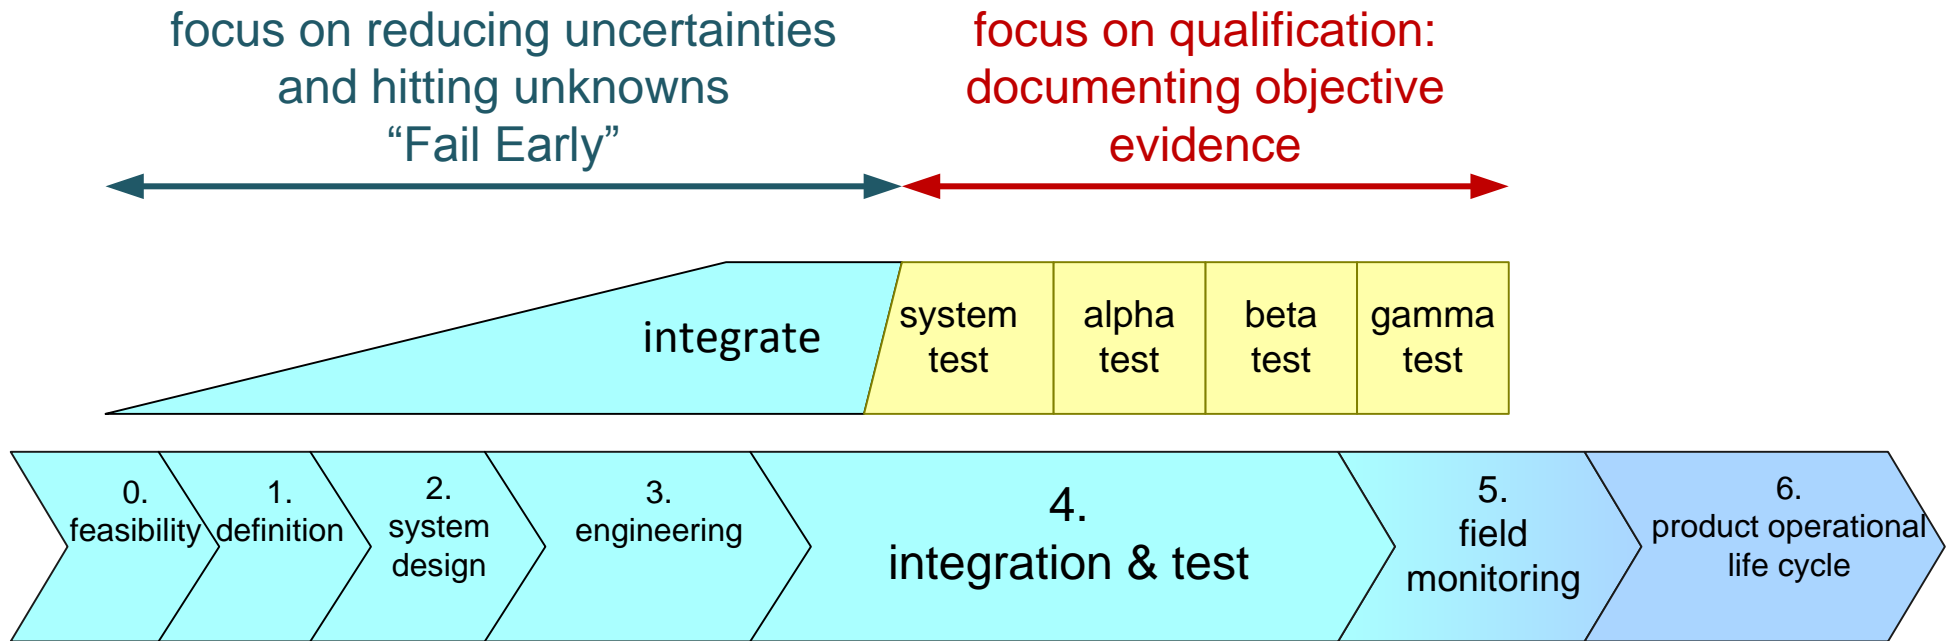 focus on reducing uncertainties
and hitting unknowns
“Fail Early”
focus on qualification:
documenting objective
evidence
integrate
system
test
alpha
test
beta
test
gamma
test
0.
feasibility
1.
definition
2.
system
design
3.
engineering
4.
integration & test
5.
field
monitoring
6.
product operational
life cycle